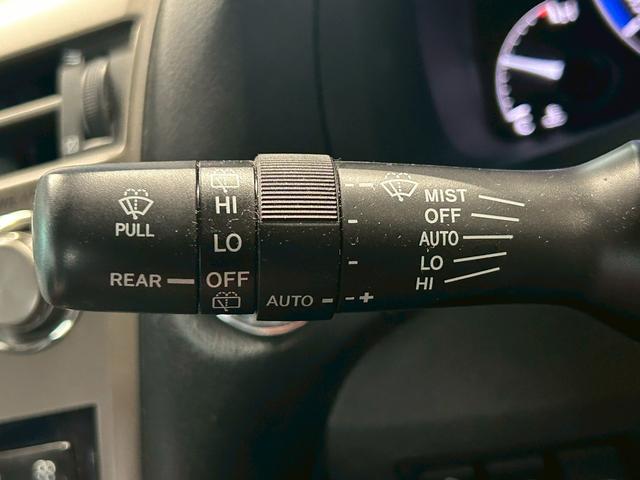 PULL
REAR
HI
LO
OFF
AUTO
- +
MIST
OFF
AUTO
LO
HI